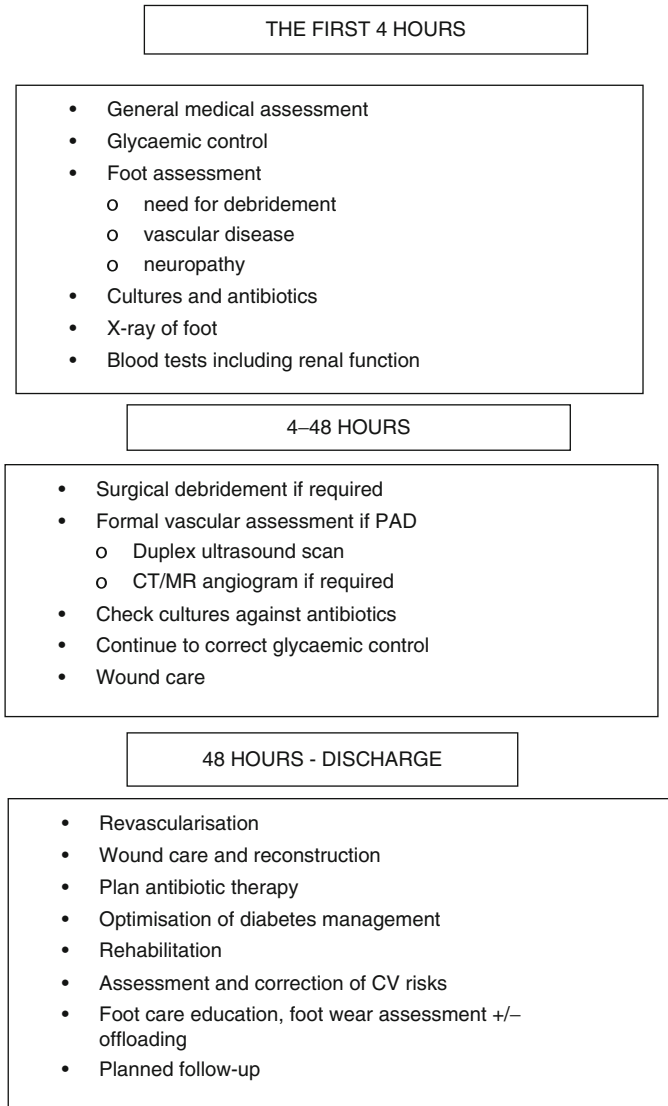 THE FIRST 4 HOURS
• General medical assessment
• Glycaemic control
• Foot assessment
o need for debridement
o vascular disease
o neuropathy
• Cultures and antibiotics
• X-ray of foot
• Blood tests including renal function
4–48 HOURS
• Surgical debridement if required
• Formal vascular assessment if PAD
o Duplex ultrasound scan
o CT/MR angiogram if required
• Check cultures against antibiotics
• Continue to correct glycaemic control
• Wound care
48 HOURS - DISCHARGE
• Revascularisation
• Wound care and reconstruction
• Plan antibiotic therapy
• Optimisation of diabetes management
• Rehabilitation
• Assessment and correction of CV risks
• Foot care education, foot wear assessment +/–
offloading
• Planned follow-up